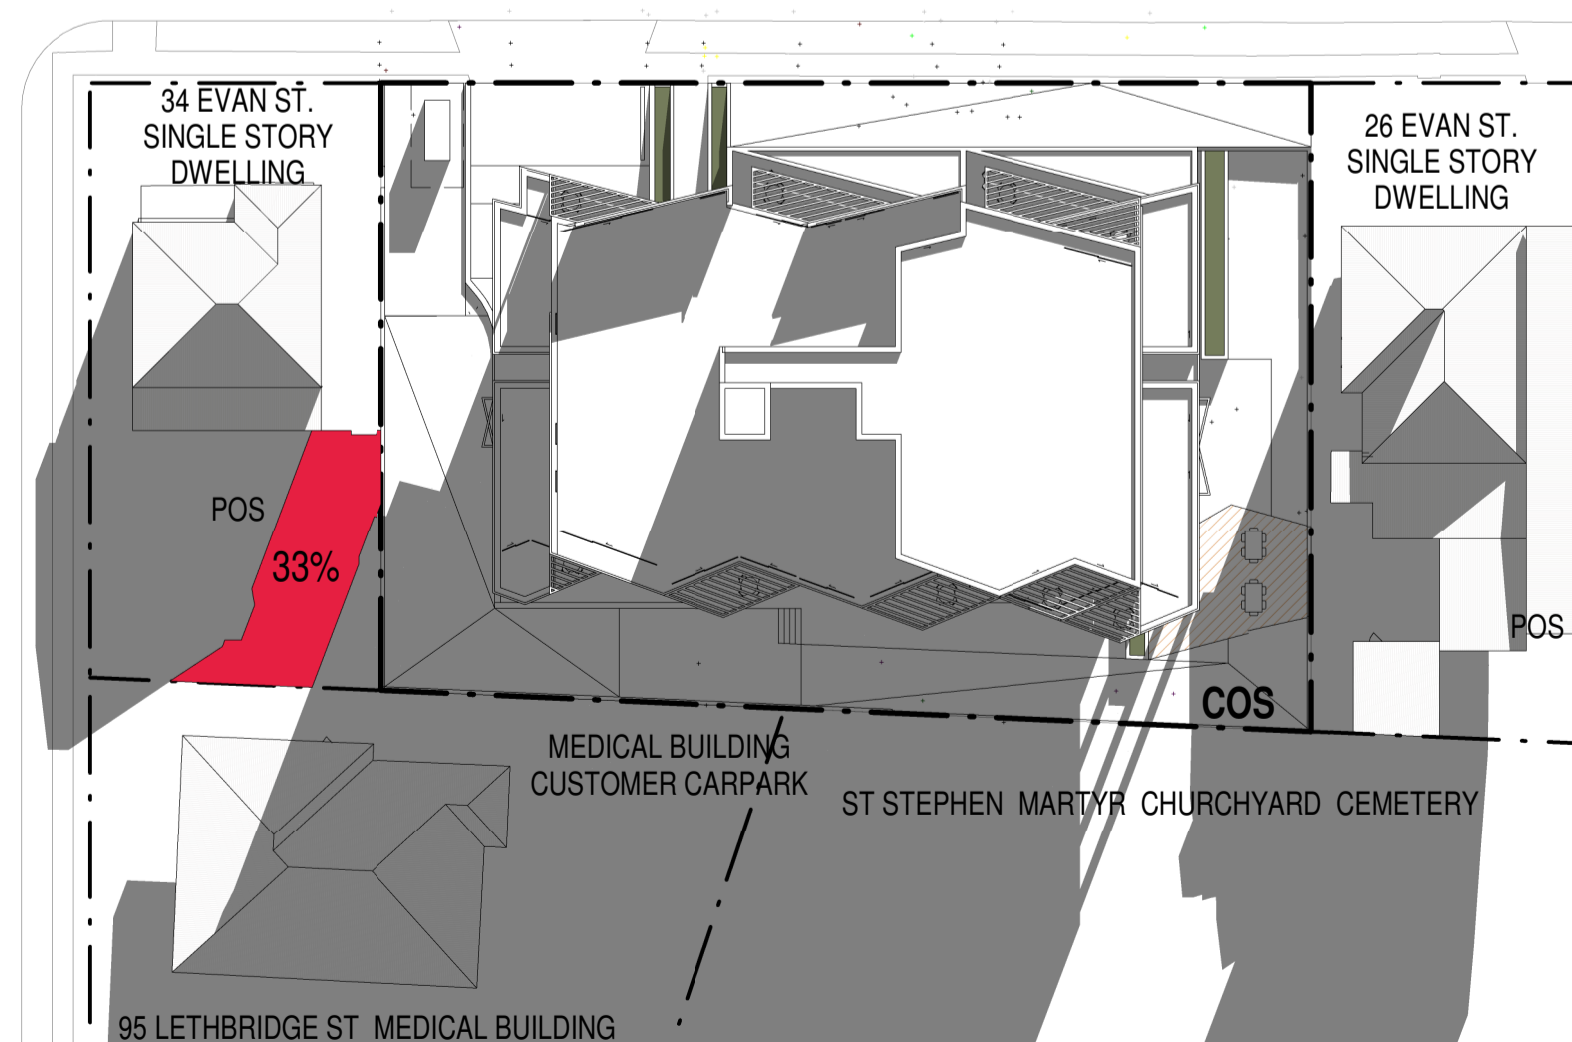 34 EVAN ST.
SINGLE STORY
DWELLING
26 EVAN ST.
SINGLE STORY
DWELLING
POS
33%
POS
COS
MEDICAL BUILDING
CUSTOMER CARPARK
ST STEPHEN MARTYR CHURCHYARD CEMETERY
95 LETHBRIDGE ST MEDICAL BUILDING